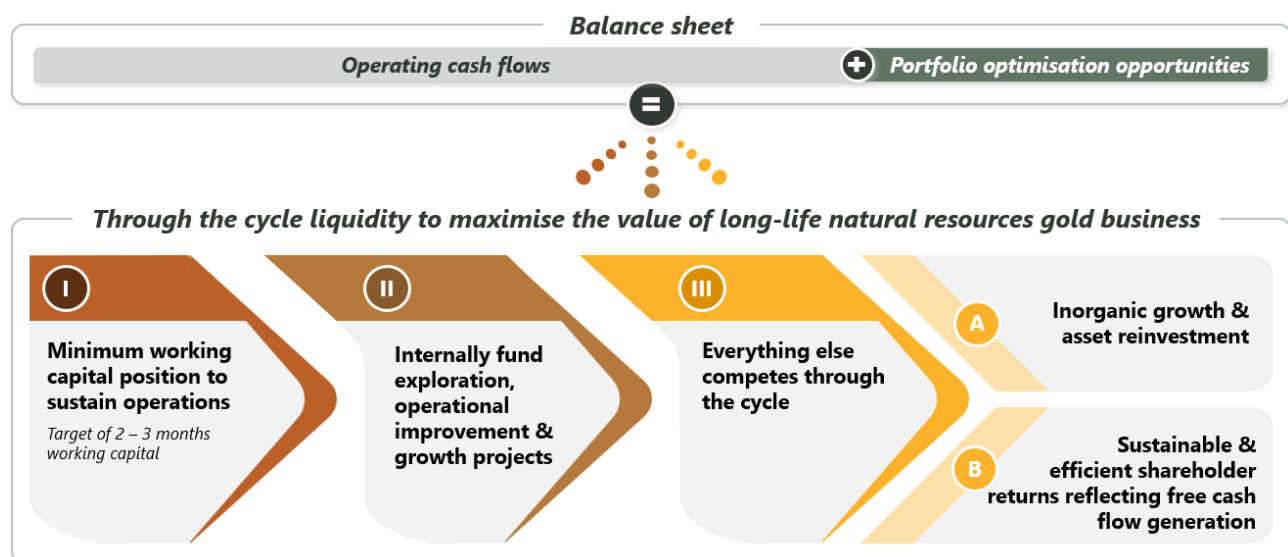 Balance sheet
Operating cash flows + Portfolio optimisation opportunities
=
Through the cycle liquidity to maximise the value of long-life natural resources gold business
I
Minimum working
capital position to
sustain operations
Target of 2 – 3 months
working capital
II
Internally fund
exploration,
operational
improvement &
growth projects
III
Everything else
competes through
the cycle
A
Inorganic growth &
asset reinvestment
B
Sustainable &
efficient shareholder
returns reflecting free cash
flow generation